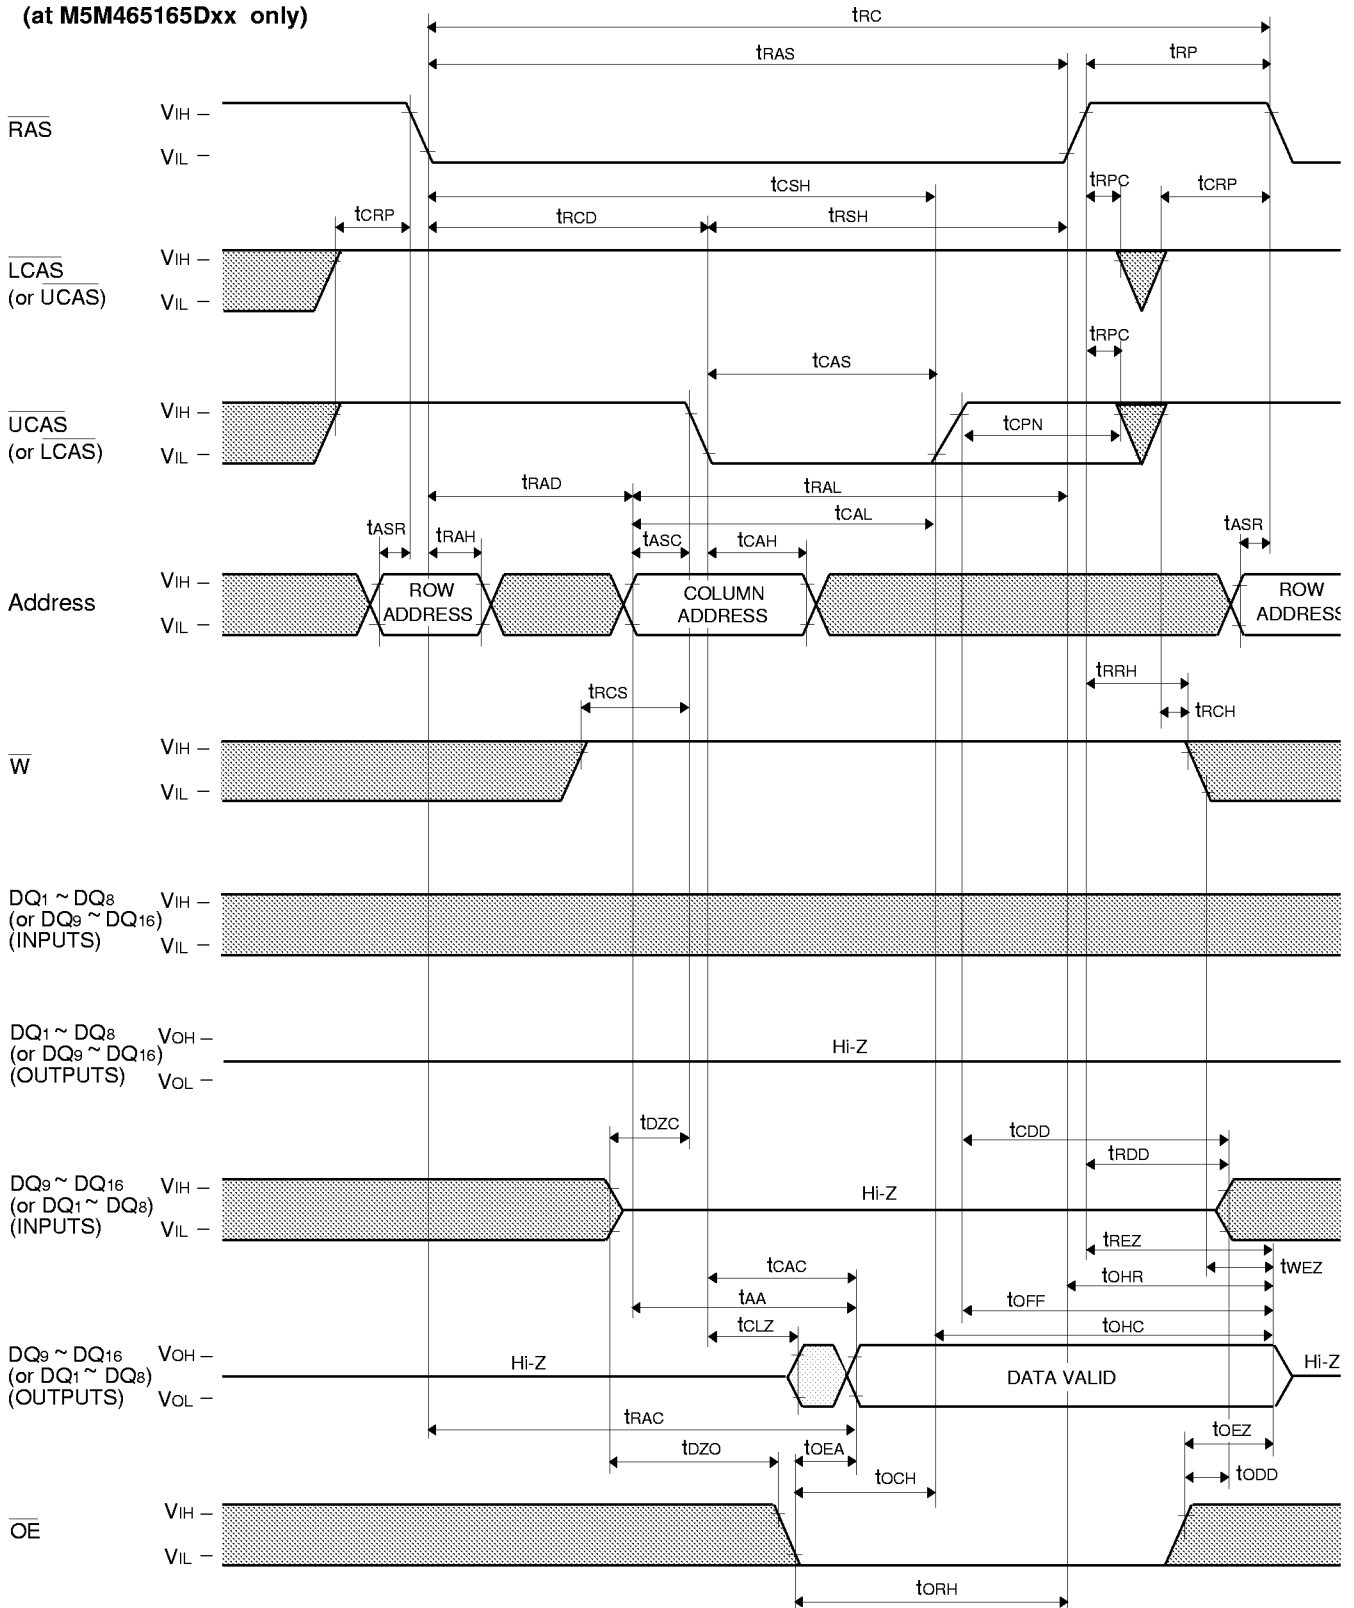 (at M5M465165Dxx only)
tRC
tRAS
tRP
RAS
VIH
VIL
tCSH
tRPC
tCRP
tCRP
tRCD
tRSH
LCAS
(or UCAS)
VIH
VIL
tRPC
tCAS
UCAS
(or LCAS)
VIH
VIL
tCPN
tRAD
tRAL
tCAL
tASR
tRAH
tASC
tCAH
tASR
Address
VIH
VIL
ROW
ADDRESS
COLUMN
ADDRESS
ROW
ADDRESS
tRRH
tRCS
tRCH
W
VIH
VIL
DQ1 ~ DQ8
(or DQ9 ~ DQ16)
(INPUTS)
VIH
VIL
DQ1 ~ DQ8
(or DQ9 ~ DQ16)
(OUTPUTS)
VOH
VOL
Hi-Z
tDZC
tCDD
tRDD
DQ9 ~ DQ16
(or DQ1 ~ DQ8)
(INPUTS)
VIH
VIL
Hi-Z
tREZ
tCAC
tWEZ
tOHR
tAA
tOFF
tCLZ
tOHC
DQ9 ~ DQ16
(or DQ1 ~ DQ8)
(OUTPUTS)
VOH
VOL
Hi-Z
DATA VALID
Hi-Z
tRAC
tOEZ
tDZO
tOEA
tOCH
tODD
OE
VIH
VIL
tORH